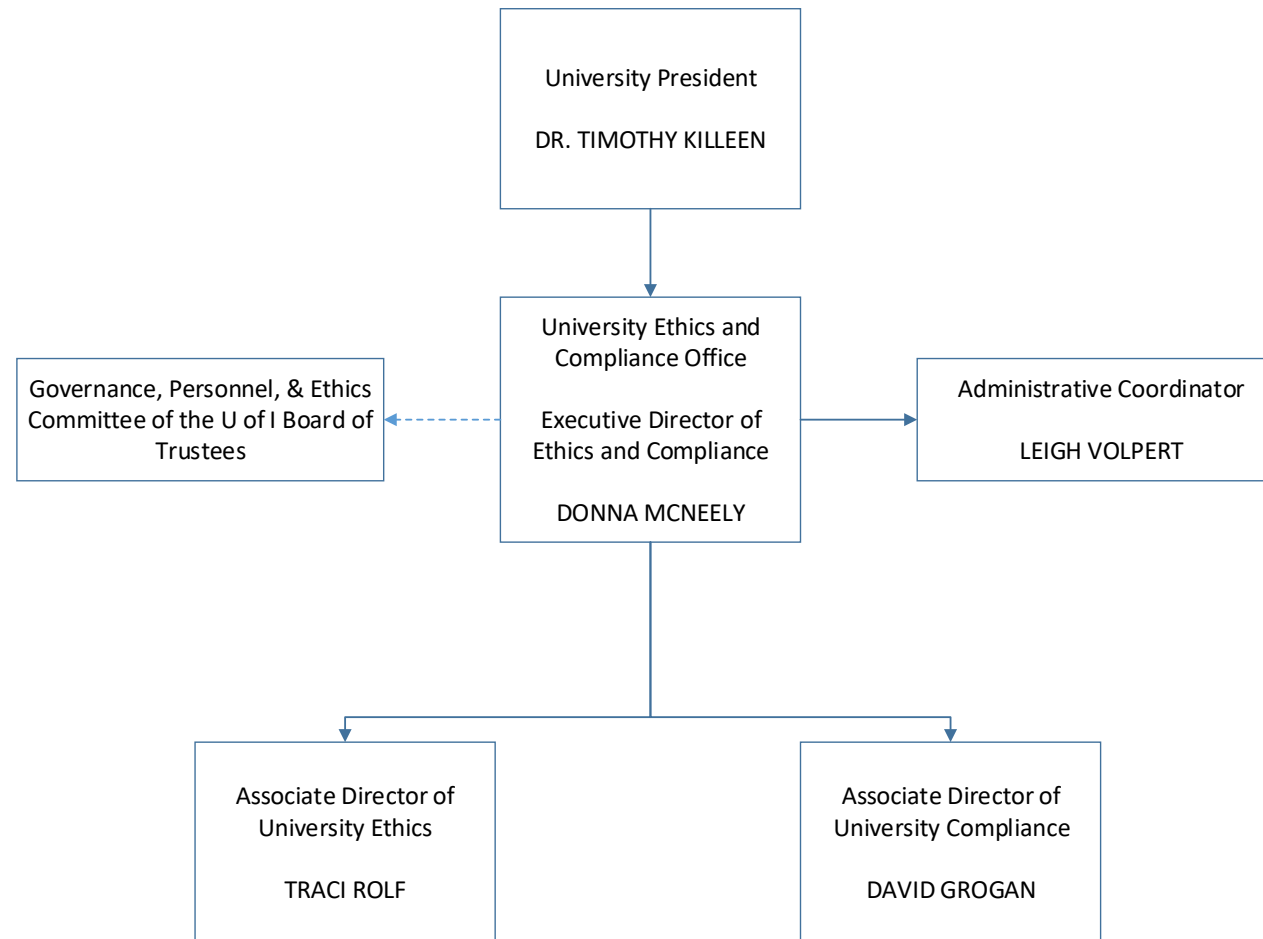 University President
DR. TIMOTHY KILLEEN
University Ethics and
Compliance Office
Executive Director of
Ethics and Compliance
DONNA MCNEELY
Governance, Personnel, & Ethics
Committee of the U of I Board of
Trustees
Administrative Coordinator
LEIGH VOLPERT
Associate Director of
University Ethics
TRACI ROLF
Associate Director of
University Compliance
DAVID GROGAN